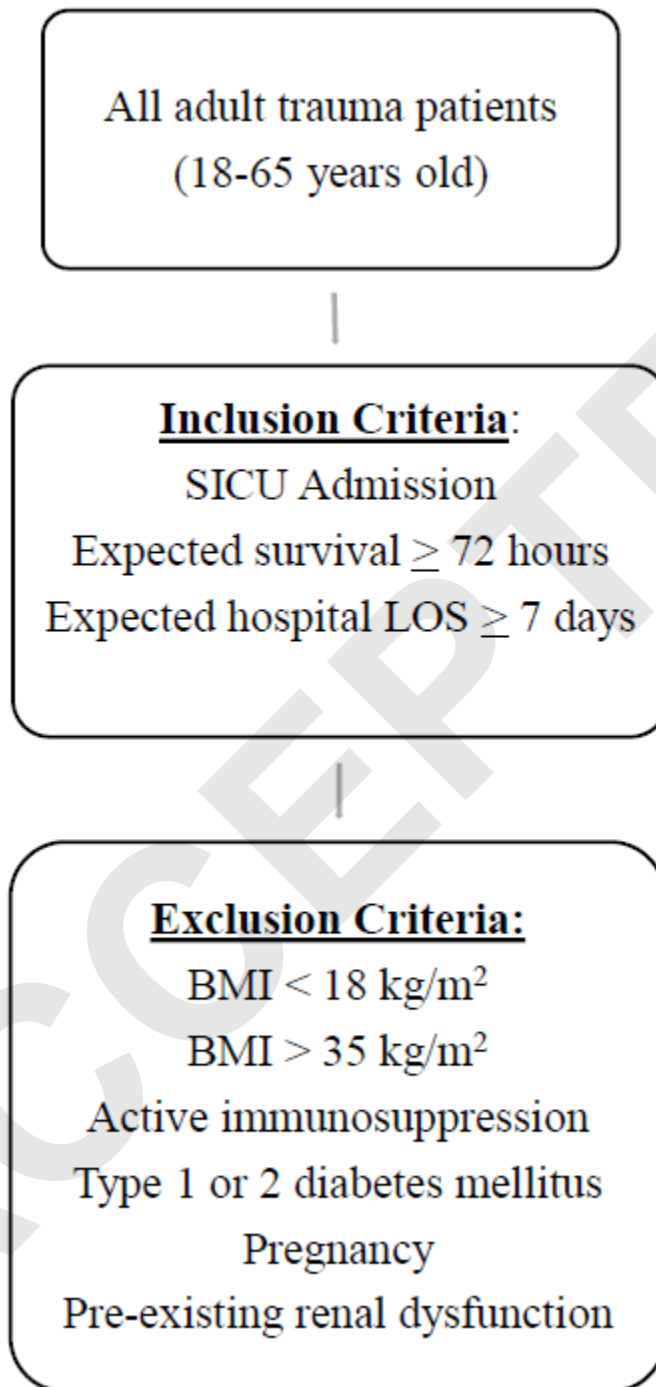 All adult trauma patients
(18-65 years old)
Inclusion Criteria:
SICU Admission
Expected survival ≥ 72 hours
Expected hospital LOS ≥ 7 days
Exclusion Criteria:
BMI < 18 kg/m²
BMI > 35 kg/m²
Active immunosuppression
Type 1 or 2 diabetes mellitus
Pregnancy
Pre-existing renal dysfunction